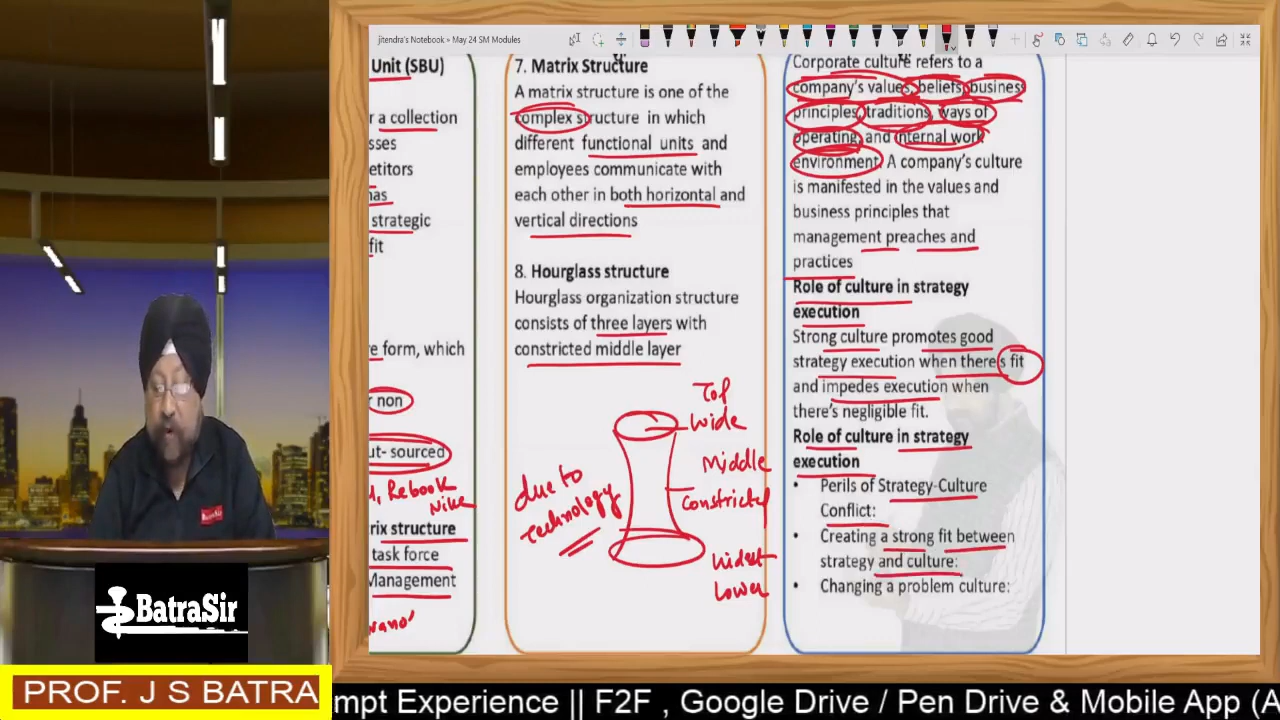 jitendra's Notebook » May 24 SM Modules
Unit (SBU)
a collection
sses
etitors
has
strategic
fit
re form, which
r non
ut- sourced
Rebook
Nike
trix structure
task force
Management
7. Matrix Structure
A matrix structure is one of the
complex structure in which
different functional units and
employees communicate with
each other in both horizontal and
vertical directions
8. Hourglass structure
Hourglass organization structure
consists of three layers with
constricted middle layer
Top
wide
Middle
Constricted
due to
technology
widest
Lower
Corporate culture refers to a
company's values, beliefs, business
principles, traditions, ways of
operating, and internal work
environment. A company's culture
is manifested in the values and
business principles that
management preaches and
practices
Role of culture in strategy
execution
Strong culture promotes good
strategy execution when there's fit
and impedes execution when
there's negligible fit.
Role of culture in strategy
execution
• Perils of Strategy-Culture
Conflict:
• Creating a strong fit between
strategy and culture:
• Changing a problem culture:
BatraSir
PROF. J S BATRA
mpt Experience || F2F , Google Drive / Pen Drive & Mobile App (A